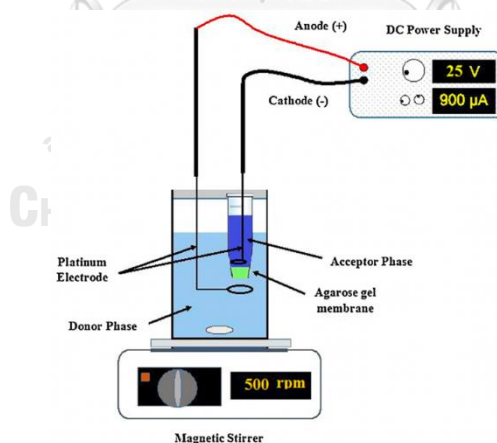 Anode (+)
DC Power Supply
25 V
900 µA
Cathode (-)
Platinum
Electrode
Acceptor Phase
Agarose gel
membrane
Donor Phase
500 rpm
Magnetic Stirrer